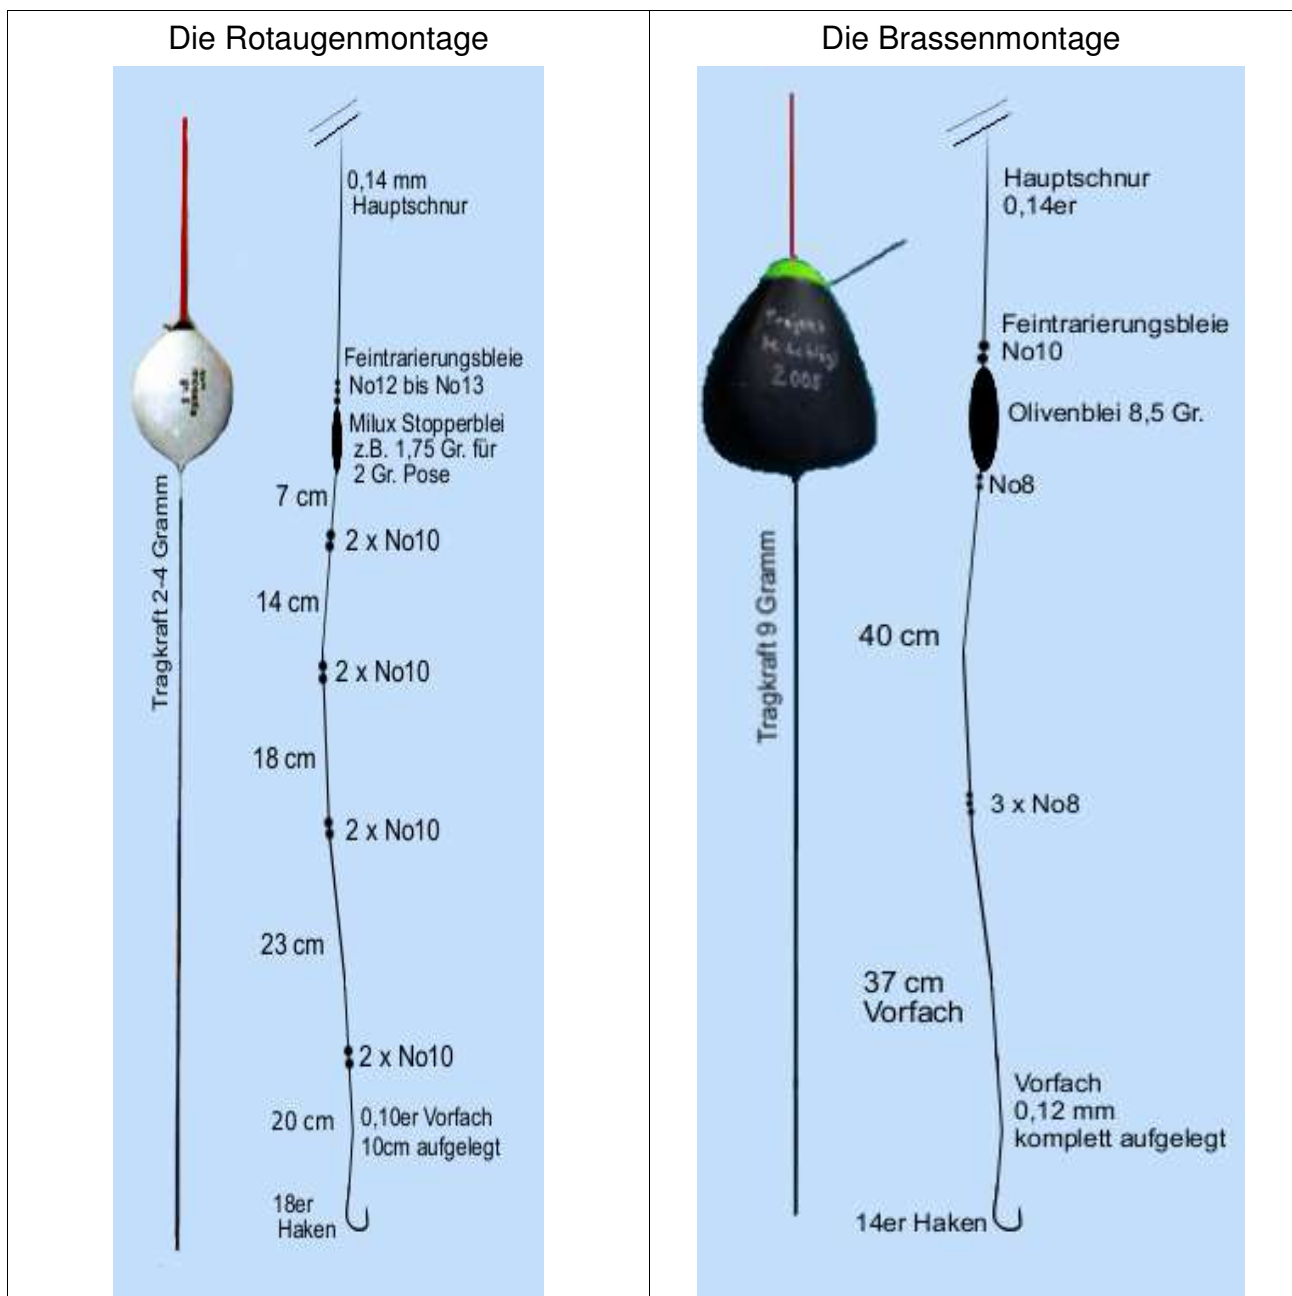 Die Rotaugenmontage
0,14 mm
Hauptschnur
Feintrarierungsbleie
No12 bis No13
Milux Stopperblei
z.B. 1,75 Gr. für
2 Gr. Pose
7 cm
2 x No10
14 cm
2 x No10
18 cm
2 x No10
23 cm
2 x No10
20 cm
0,10er Vorfach
10cm aufgelegt
18er
Haken
Tragkraft 2-4 Gramm
Die Brassenmontage
Hauptschnur
0,14er
Feintrarierungsbleie
No10
Olivenblei 8,5 Gr.
No8
40 cm
3 x No8
37 cm
Vorfach
Vorfach
0,12 mm
komplett aufgelegt
14er Haken
Tragkraft 9 Gramm
2005